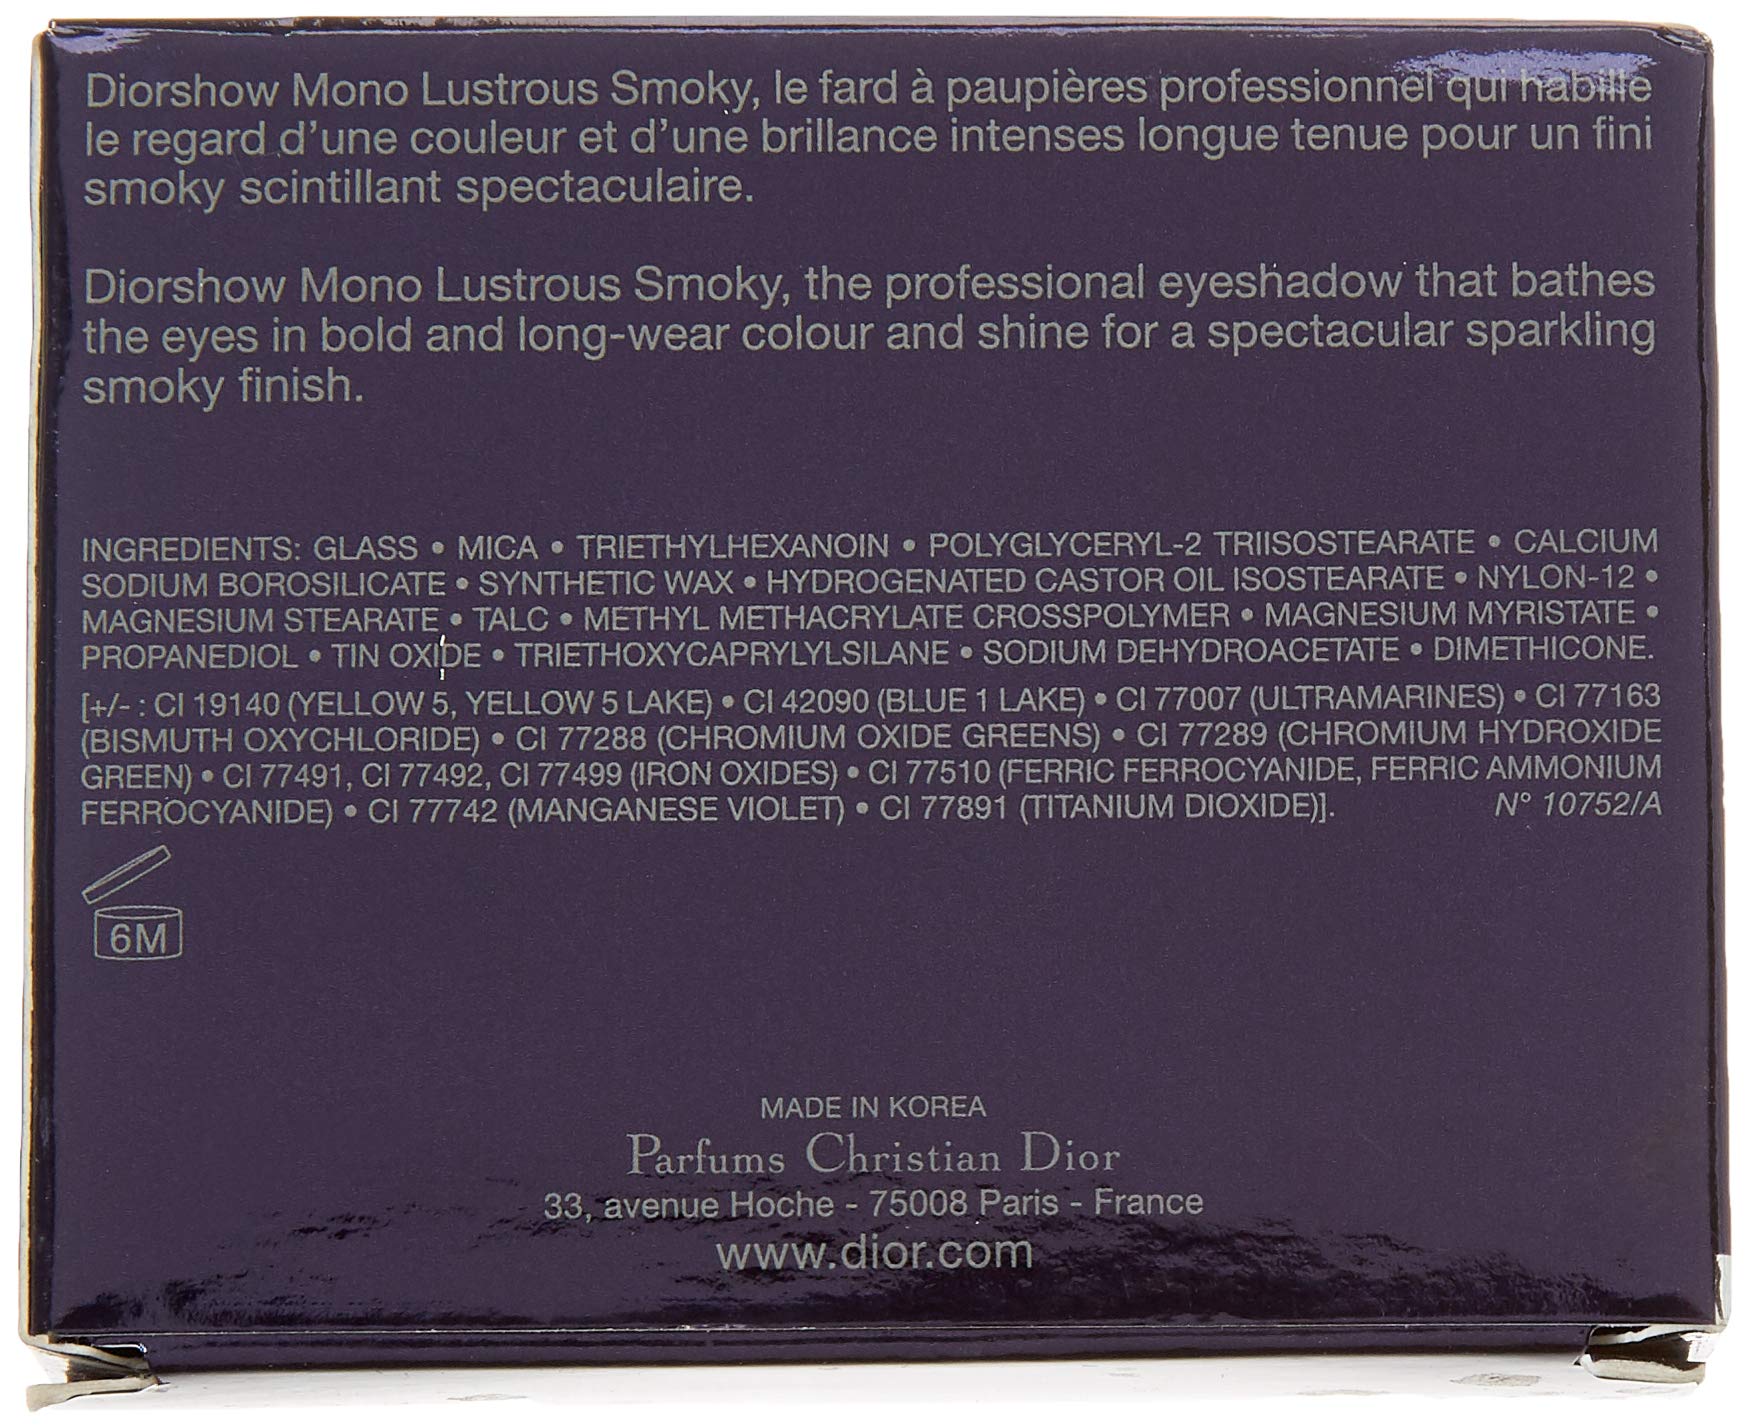 Diorshow Mono Lustrous Smoky, le fard à paupières professionnel qui habille
le regard d'une couleur et d'une brillance intenses longue tenue pour un fini
smoky scintillant spectaculaire.
Diorshow Mono Lustrous Smoky, the professional eyeshadow that bathes
the eyes in bold and long-wear colour and shine for a spectacular sparkling
smoky finish.
INGREDIENTS: GLASS • MICA • TRIETHYLHEXANOIN • POLYGLYCERYL-2 TRIISOSTEARATE • CALCIUM
SODIUM BOROSILICATE • SYNTHETIC WAX • HYDROGENATED CASTOR OIL ISOSTEARATE • NYLON-12 •
MAGNESIUM STEARATE • TALC • METHYL METHACRYLATE CROSSPOLYMER • MAGNESIUM MYRISTATE •
PROPANEDIOL • TIN OXIDE • TRIETHOXYCAPRYLYLSILANE • SODIUM DEHYDROACETATE • DIMETHICONE.
[+/- : CI 19140 (YELLOW 5, YELLOW 5 LAKE) • CI 42090 (BLUE 1 LAKE) • CI 77007 (ULTRAMARINES) • CI 77163
(BISMUTH OXYCHLORIDE) • CI 77288 (CHROMIUM OXIDE GREENS) • CI 77289 (CHROMIUM HYDROXIDE
GREEN) • CI 77491, CI 77492, CI 77499 (IRON OXIDES) • CI 77510 (FERRIC FERROCYANIDE, FERRIC AMMONIUM
FERROCYANIDE) • CI 77742 (MANGANESE VIOLET) • CI 77891 (TITANIUM DIOXIDE)]. N° 10752/A
6M
MADE IN KOREA
Parfums Christian Dior
33, avenue Hoche - 75008 Paris - France
www.dior.com